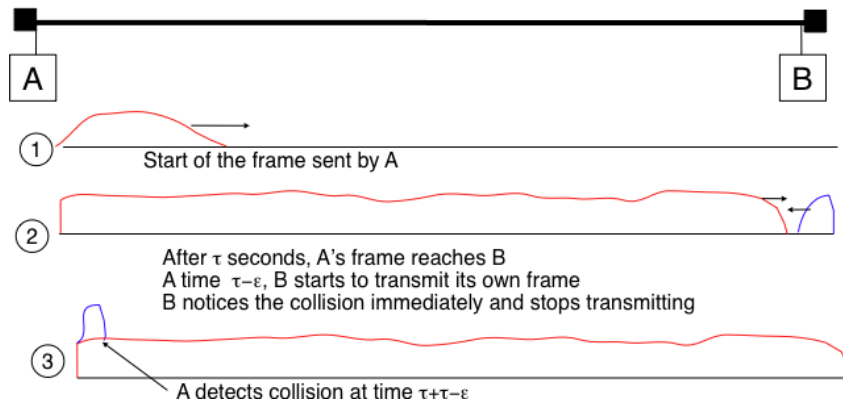 A
B
1
Start of the frame sent by A
2
After τ seconds, A's frame reaches B
A time τ−ε, B starts to transmit its own frame
B notices the collision immediately and stops transmitting
3
A detects collision at time τ+τ−ε